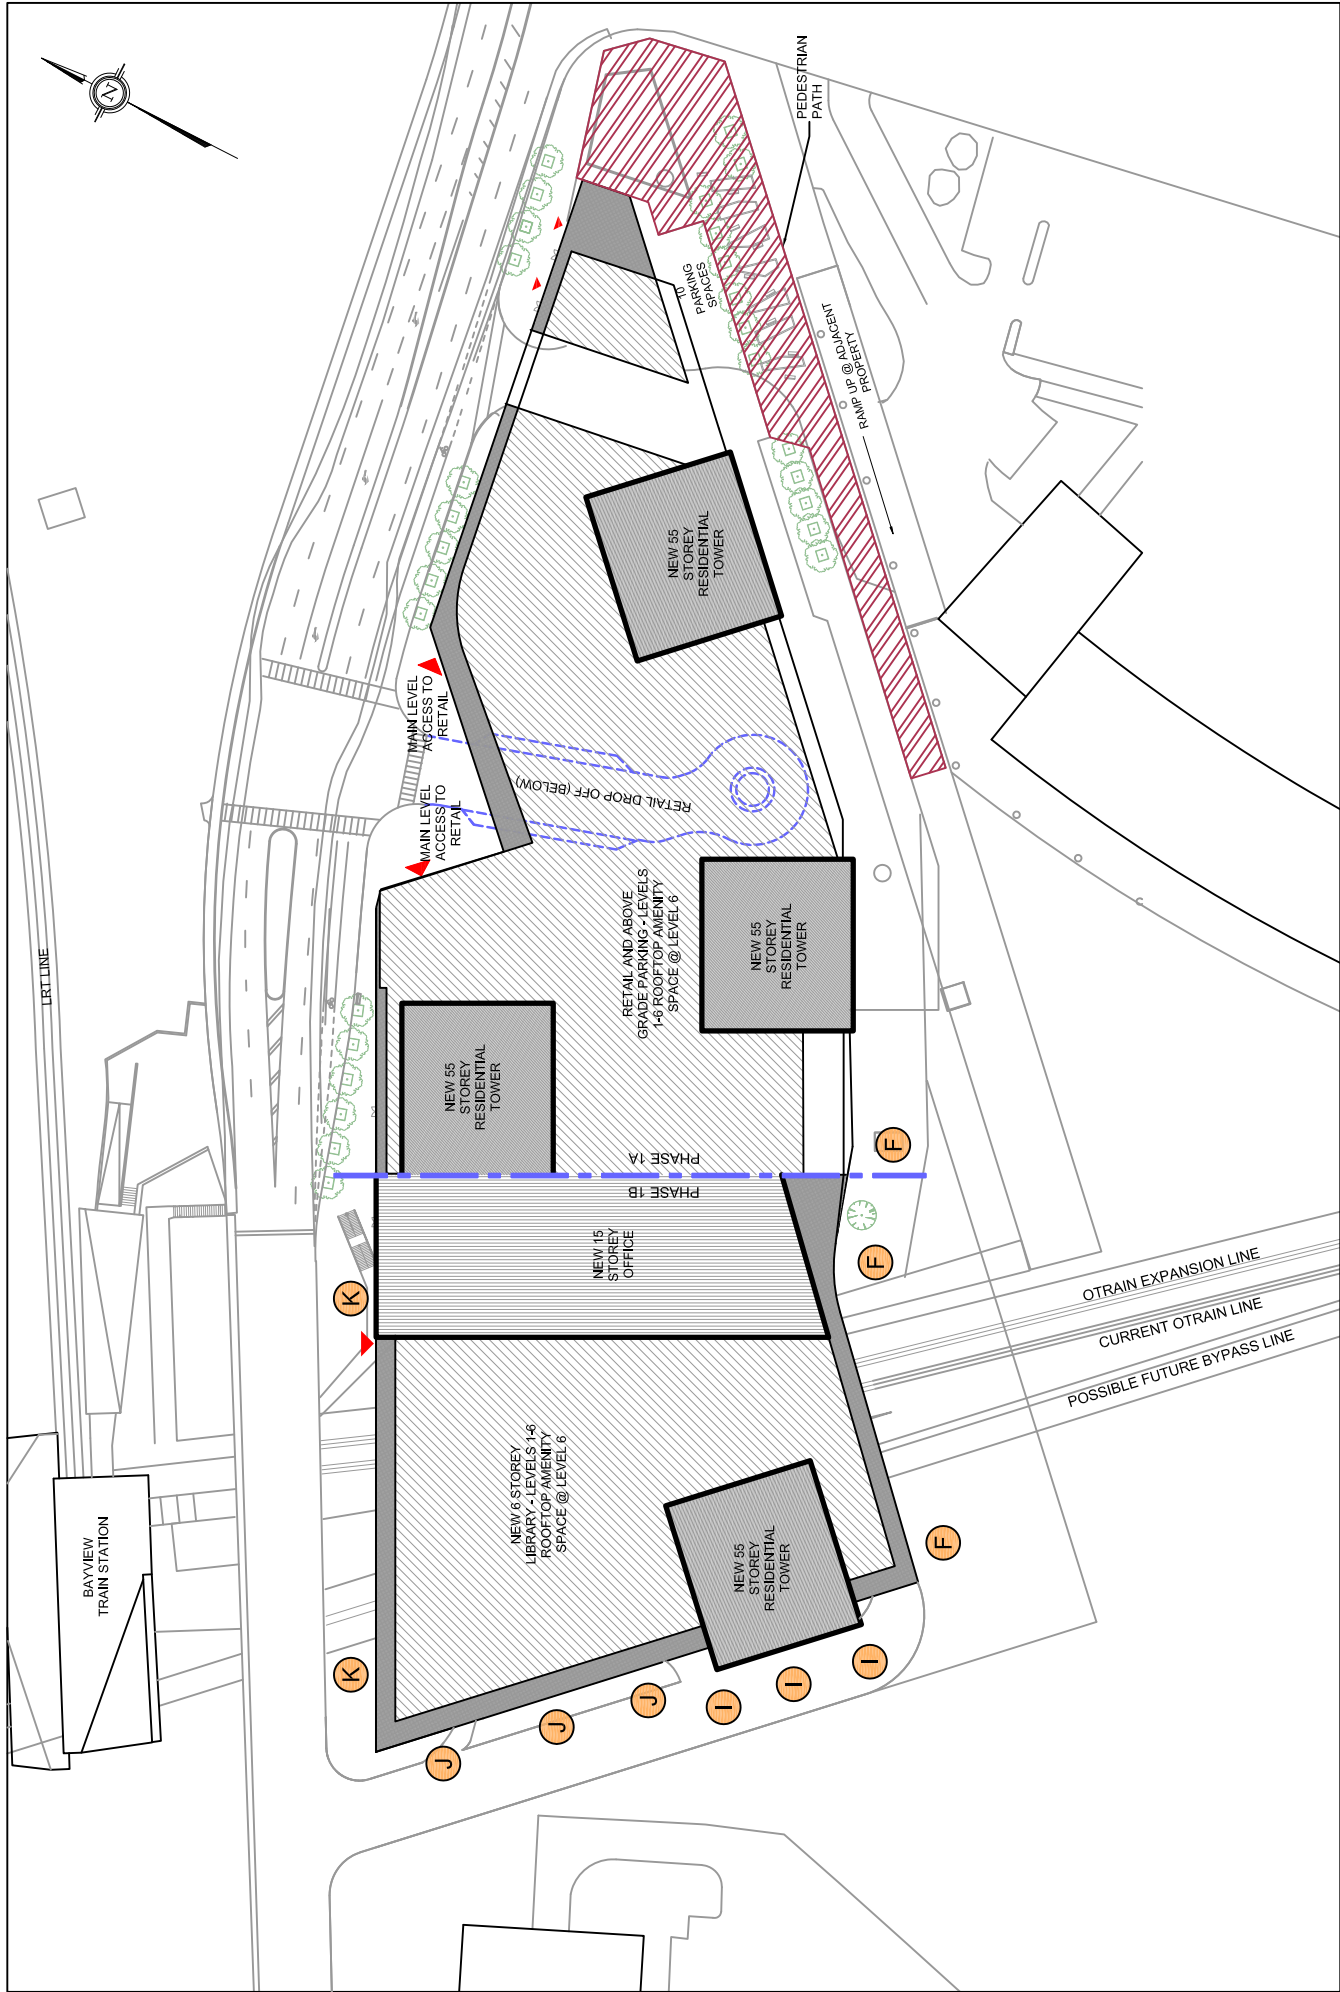 N
PEDESTRIAN
PATH
10
PARKING
SPACES
RAMP UP @ ADJACENT
PROPERTY
NEW 55
STOREY
RESIDENTIAL
TOWER
MAIN LEVEL
ACCESS TO
RETAIL
MAIN LEVEL
ACCESS TO
RETAIL
RETAIL DROP OFF (BELOW)
RETAIL AND ABOVE
GRADE PARKING - LEVELS
1-6 ROOFTOP AMENITY
SPACE @ LEVEL 6
NEW 55
STOREY
RESIDENTIAL
TOWER
LRT LINE
NEW 55
STOREY
RESIDENTIAL
TOWER
PHASE 1A
PHASE 1B
F
NEW 15
STOREY
OFFICE
F
K
OTRAIN EXPANSION LINE
CURRENT OTRAIN LINE
POSSIBLE FUTURE BYPASS LINE
NEW 6 STOREY
LIBRARY - LEVELS 1-6
ROOFTOP AMENITY
SPACE @ LEVEL 6
BAYVIEW
TRAIN STATION
NEW 55
STOREY
RESIDENTIAL
TOWER
F
K
J
J
J
I
I
I